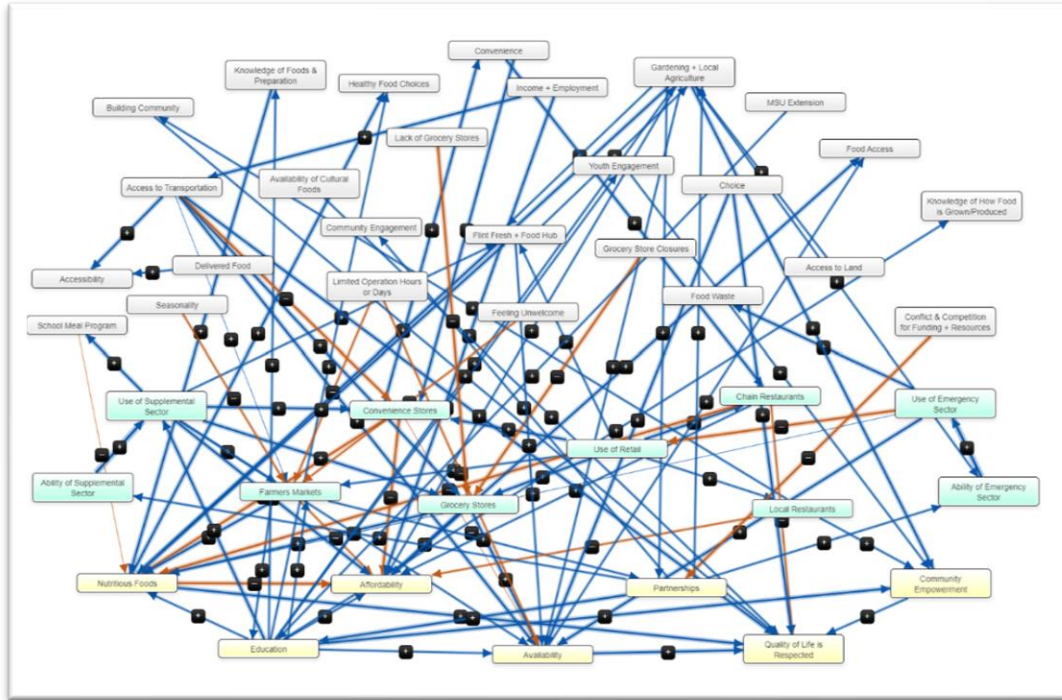 Convenience
Knowledge of Foods &
Preparation
Healthy Food Choices
Income + Employment
Gardening + Local
Agriculture
Building Community
MSU Extension
Lack of Grocery Stores
Food Access
Youth Engagement
Access to Transportation
Availability of Cultural
Foods
Choice
Knowledge of How Food
is Grown/Produced
Community Engagement
Flint Fresh + Food Hub
Grocery Store Closures
Accessibility
Delivered Food
Access to Land
Limited Operation Hours
or Days
Food Waste
Seasonality
Feeling Unwelcome
School Meal Program
Conflict & Competition
for Funding + Resources
Use of Supplemental
Sector
Convenience Stores
Chain Restaurants
Use of Emergency
Sector
Use of Retail
Ability of Supplemental
Sector
Farmers Markets
Grocery Stores
Local Restaurants
Ability of Emergency
Sector
Nutritious Foods
Affordability
Partnerships
Community
Empowerment
Education
Availability
Quality of Life is
Respected